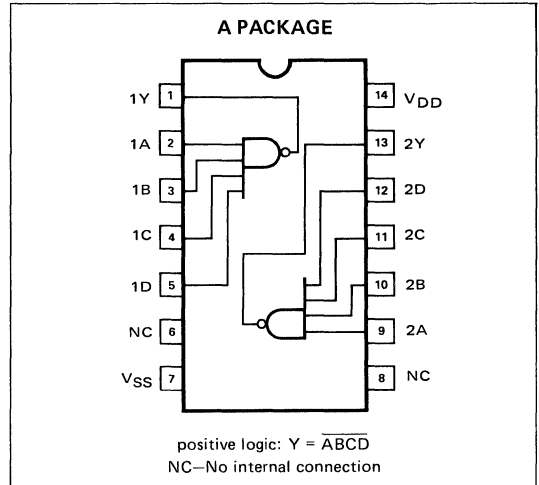 A PACKAGE
1Y 1 14 VDD
1A 2 13 2Y
1B 3 12 2D
1C 4 11 2C
1D 5 10 2B
NC 6 9 2A
VSS 7 8 NC
positive logic: Y = A̅B̅C̅D̅
NC—No internal connection